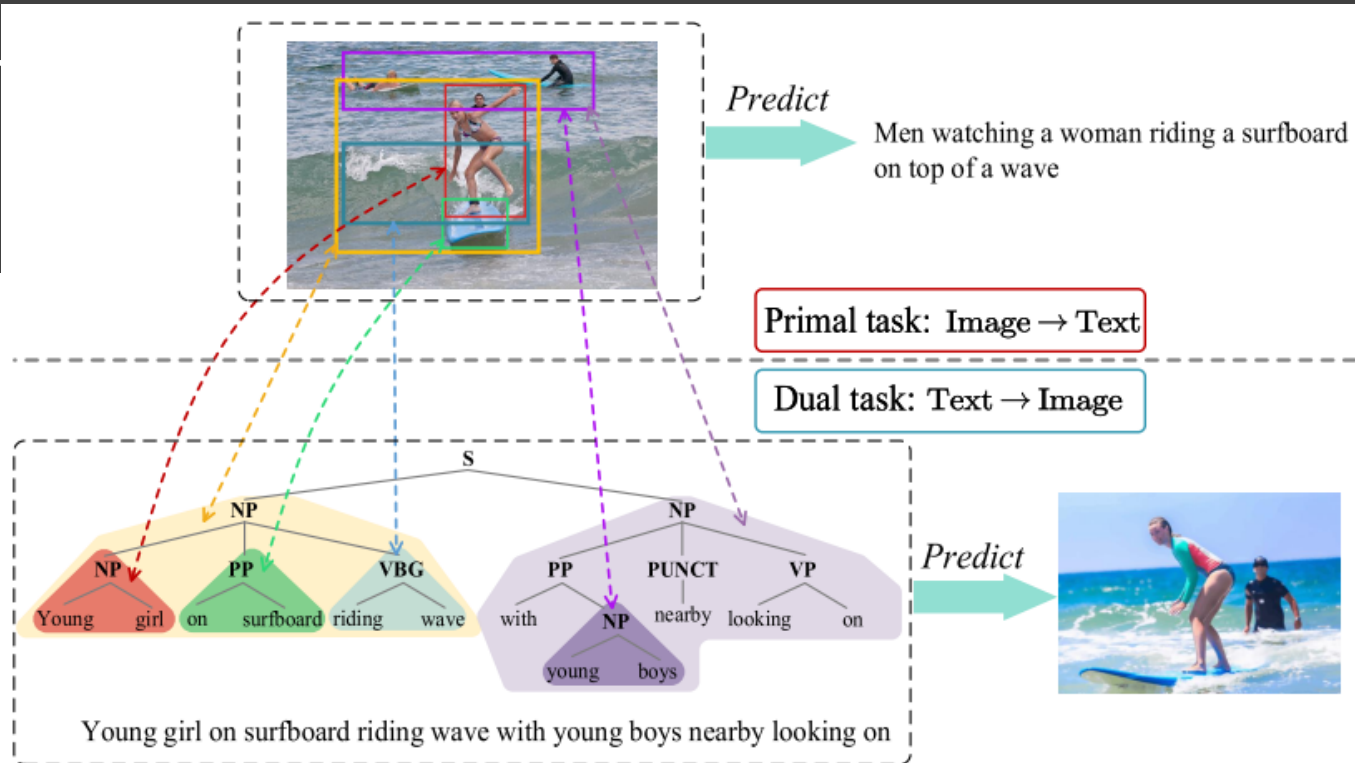 Predict
Men watching a woman riding a surfboard
on top of a wave
Primal task: Image → Text
Dual task: Text → Image
S
NP NP
NP PP VBG PP PUNCT VP
Young girl on surfboard riding wave with NP nearby looking on
young boys
Predict
Young girl on surfboard riding wave with young boys nearby looking on